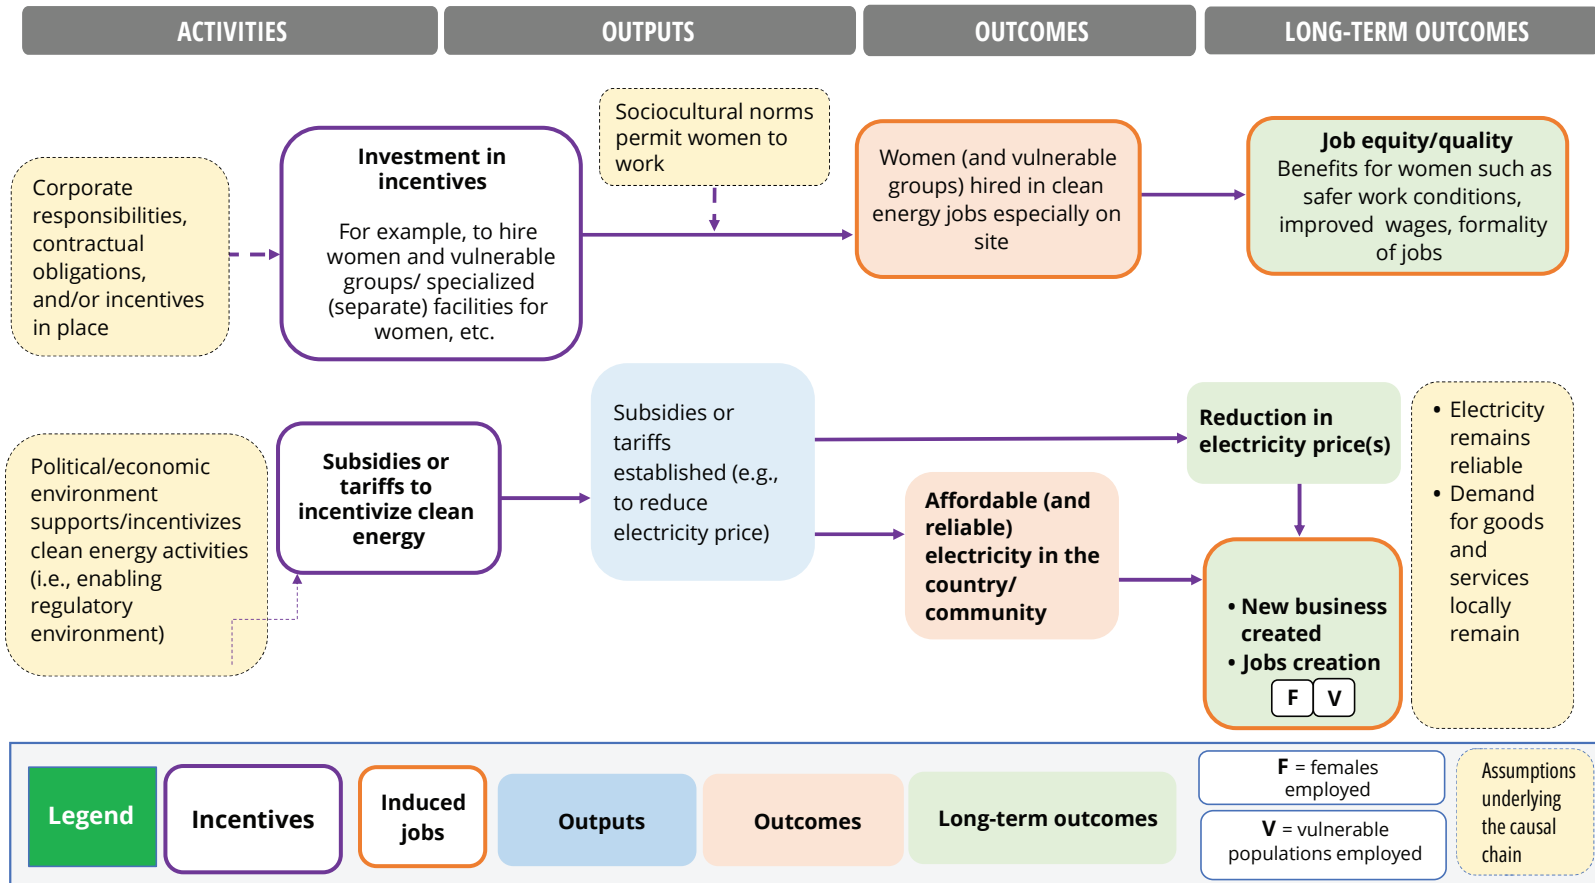 ACTIVITIES
OUTPUTS
OUTCOMES
LONG-TERM OUTCOMES
Corporate
responsibilities,
contractual
obligations,
and/or incentives
in place
Investment in
incentives
For example, to hire
women and vulnerable
groups/ specialized
(separate) facilities for
women, etc.
Sociocultural norms
permit women to
work
Women (and vulnerable
groups) hired in clean
energy jobs especially on
site
Job equity/quality
Benefits for women such as
safer work conditions,
improved wages, formality
of jobs
Political/economic
environment
supports/incentivizes
clean energy activities
(i.e., enabling
regulatory
environment)
Subsidies or
tariffs to
incentivize clean
energy
Subsidies or
tariffs
established (e.g.,
to reduce
electricity price)
Affordable (and
reliable)
electricity in the
country/
community
Reduction in
electricity price(s)
• New business
created
• Jobs creation
F
V
• Electricity
remains
reliable
• Demand
for goods
and
services
locally
remain
Legend
Incentives
Induced
jobs
Outputs
Outcomes
Long-term outcomes
F = females
employed
V = vulnerable
populations employed
Assumptions
underlying
the causal
chain